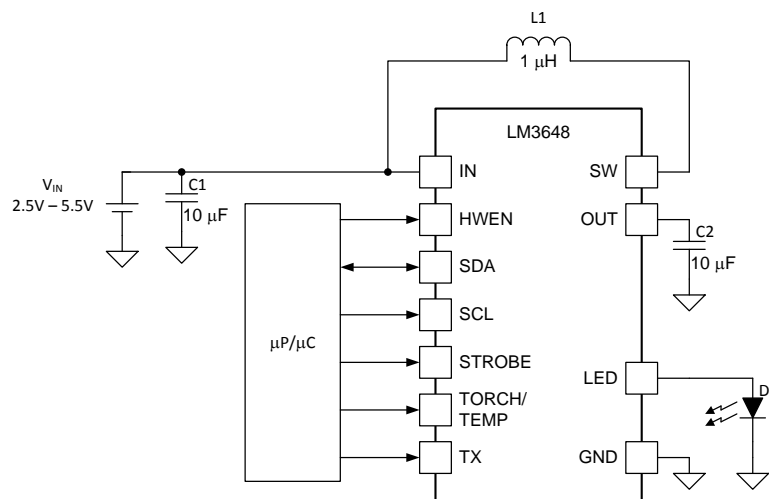 L1
1 μH
LM3648
IN
SW
VIN
2.5V – 5.5V
C1
10 μF
HWEN
OUT
C2
10 μF
SDA
SCL
μP/μC
STROBE
LED
D
TORCH/
TEMP
TX
GND